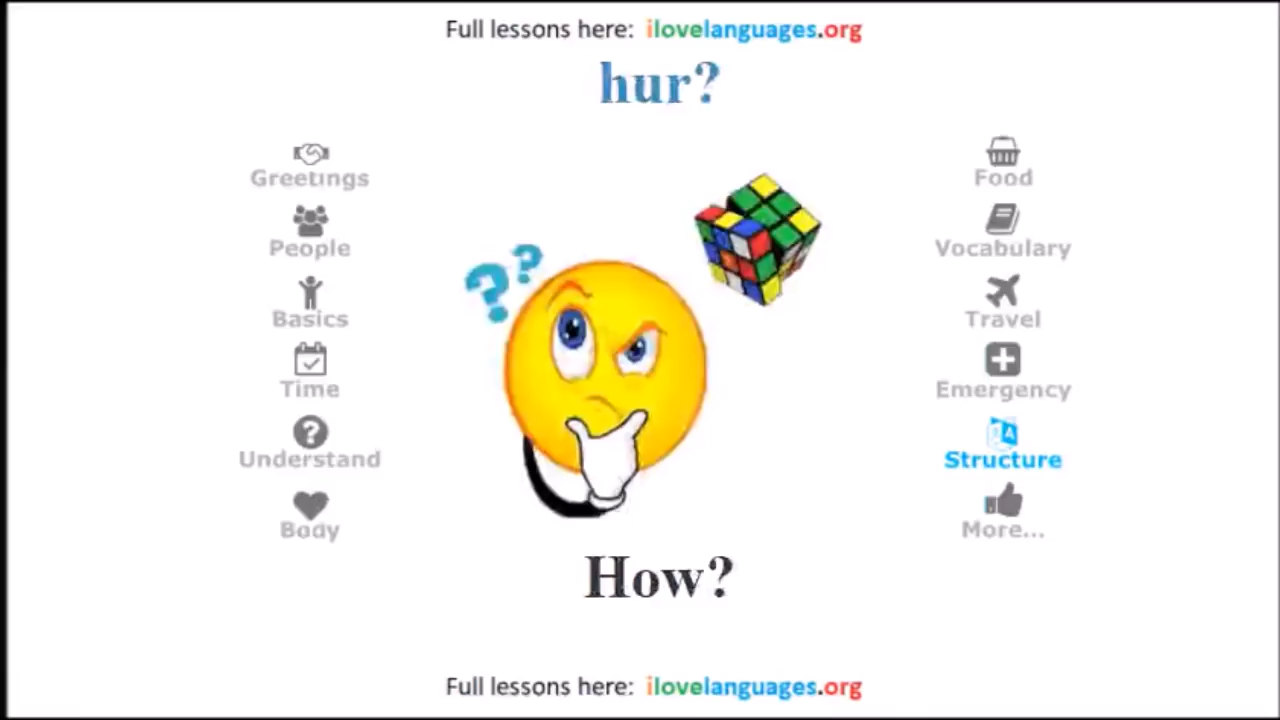 Full lessons here: ilovelanguages.org
hur?
Greetings
People
Basics
Time
Understand
Body
Food
Vocabulary
Travel
Emergency
Structure
More...
? ?
How?
Full lessons here: ilovelanguages.org